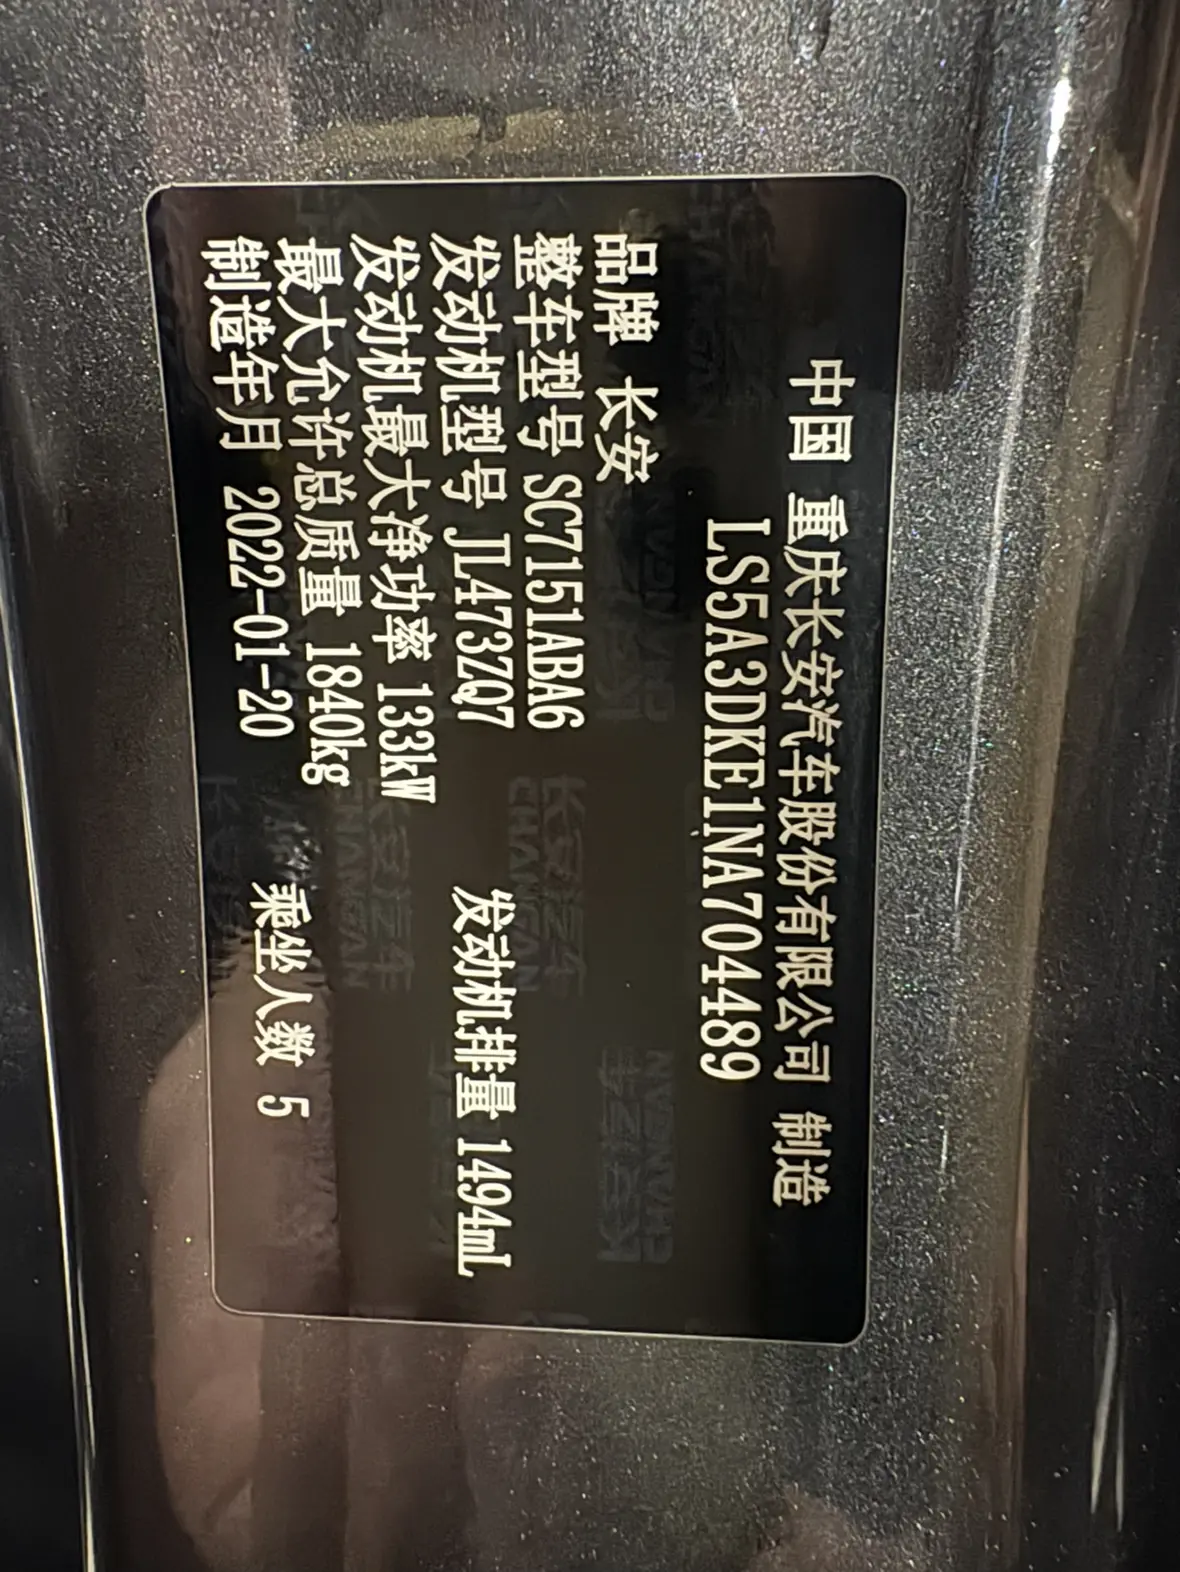 中国 重庆长安汽车股份有限公司 制造
LS5A3DKE1NA704489
品牌 长安
整车型号 SC7151ABA6
发动机型号 JL473ZQ7 发动机排量 1494mL
发动机最大净功率 133kW
最大允许总质量 1840kg
制造年月 2022-01-20 乘坐人数 5